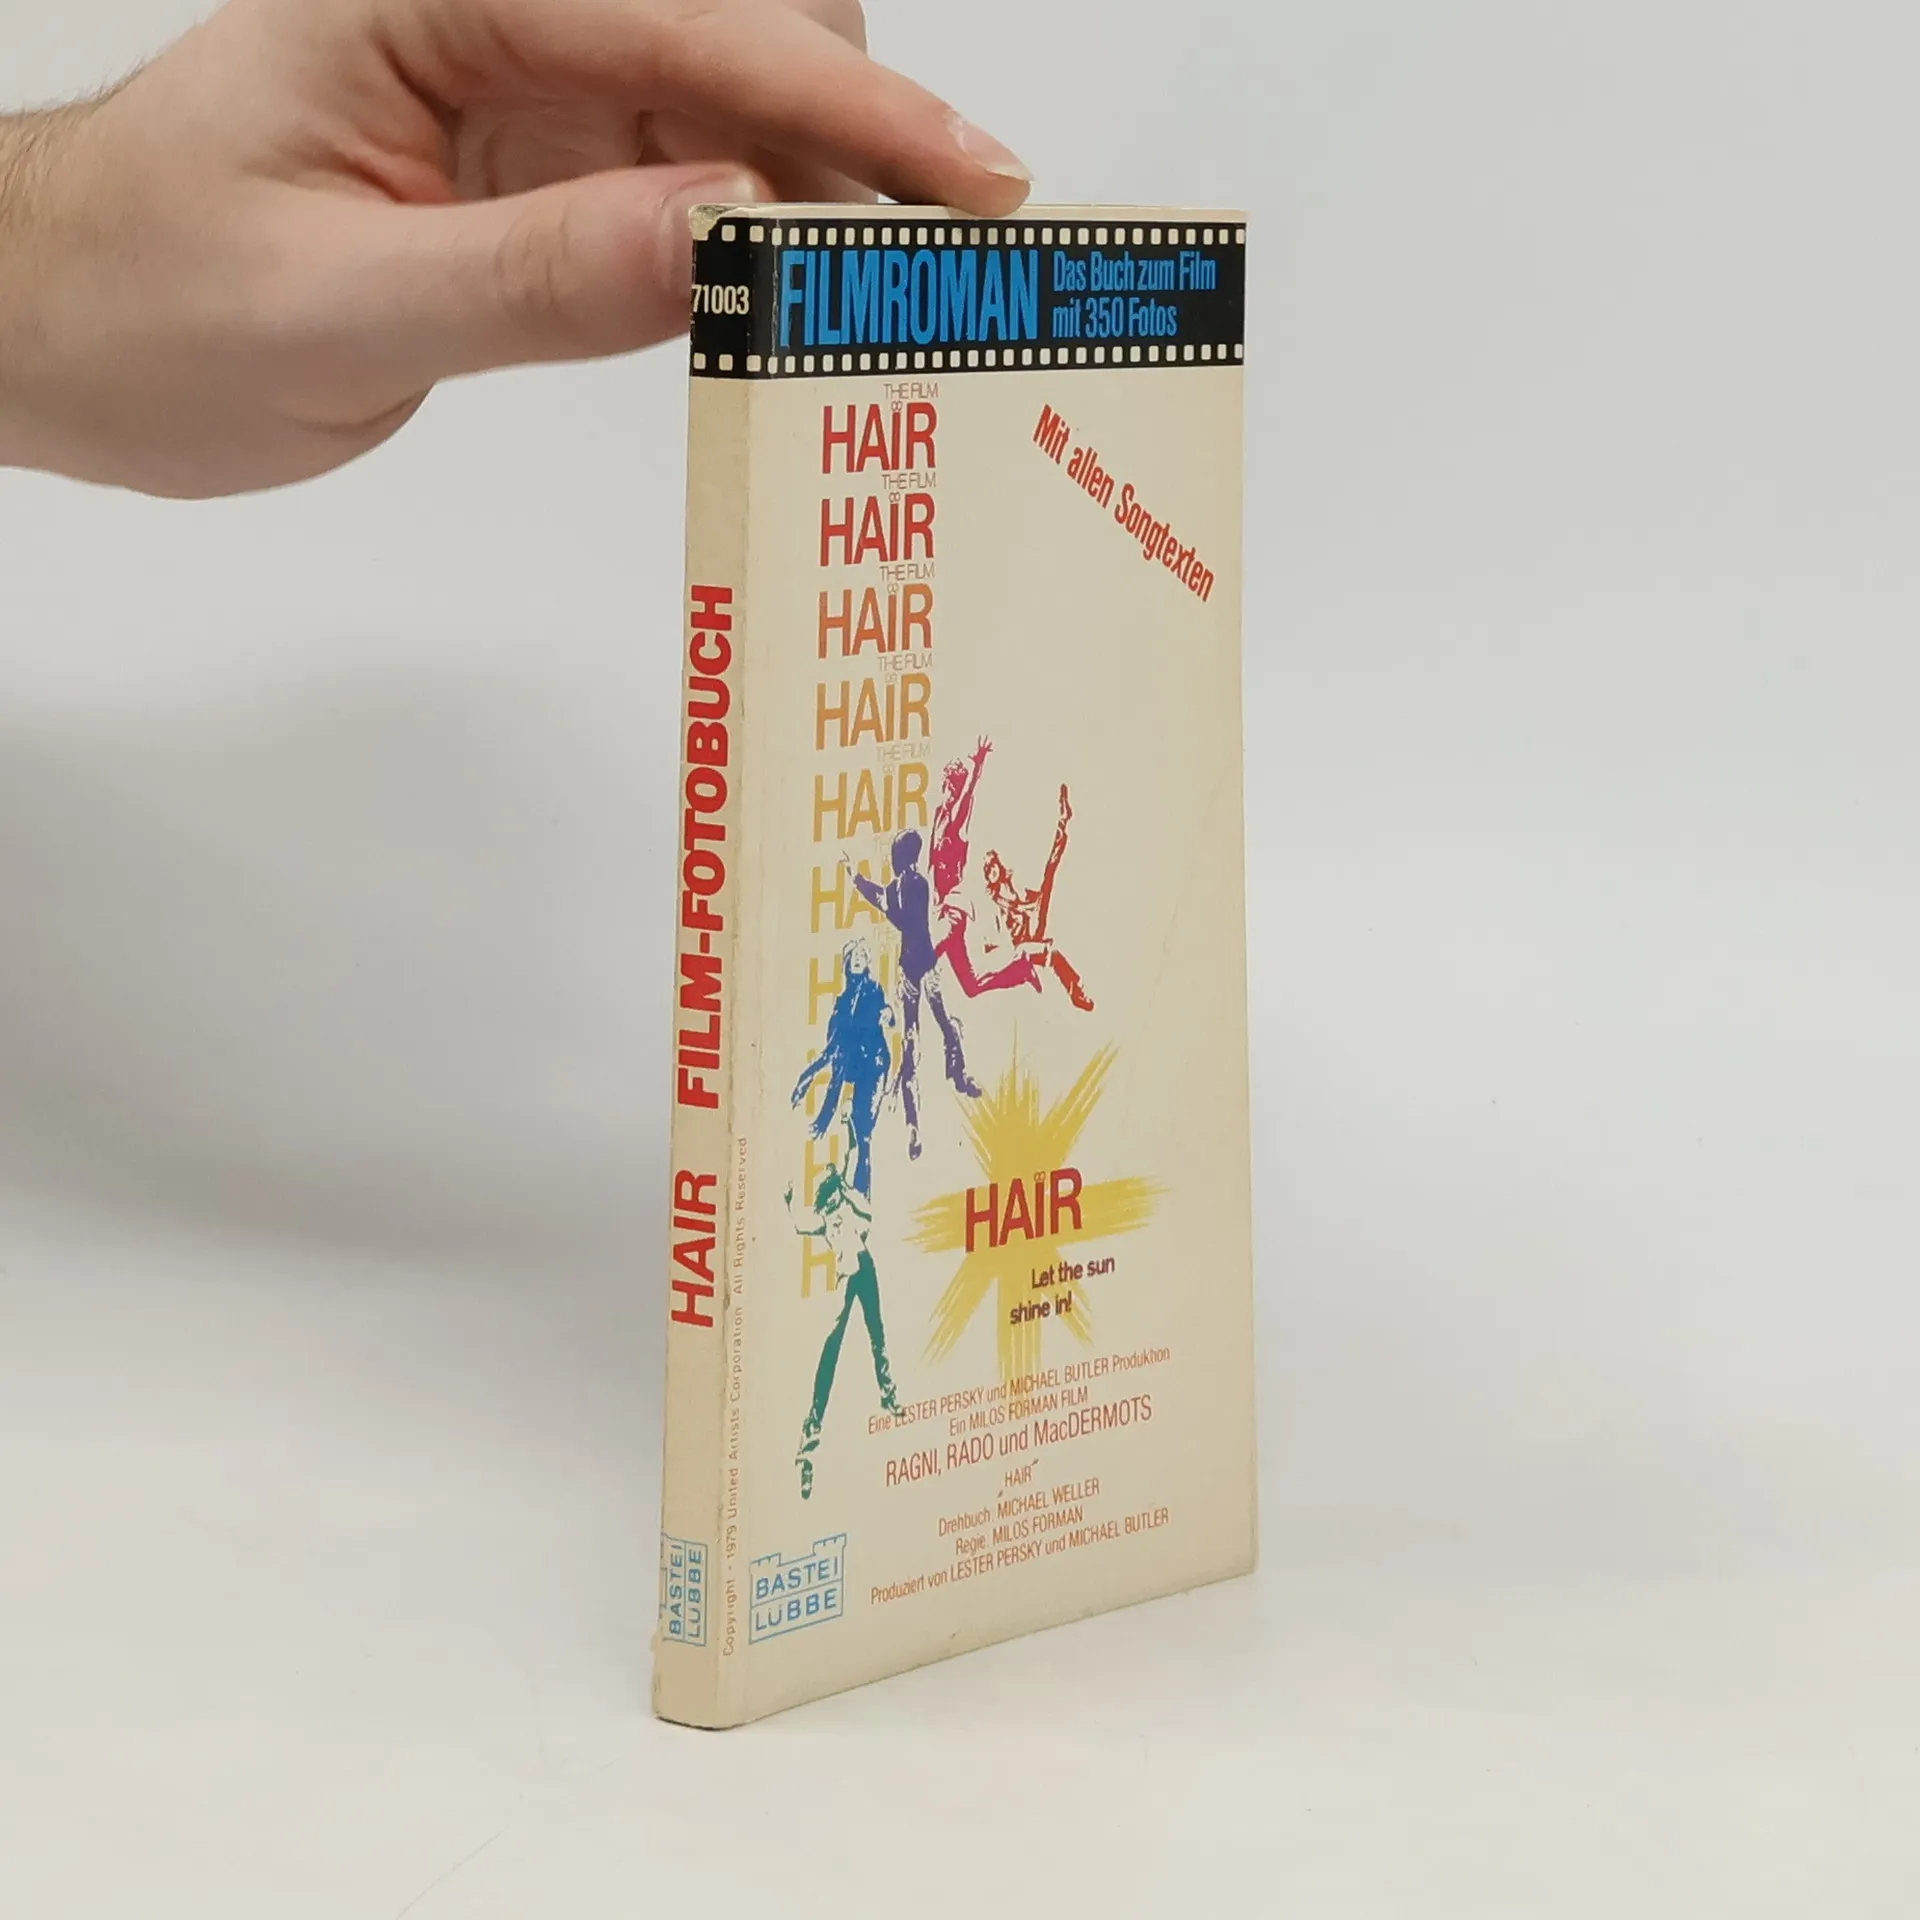 71003
FILMROMAN
Das Buch zum Film
mit 350 Fotos
Mit allen Songtexten
THE FILM
HAIR
THE FILM
HAIR
THE FILM
HAIR
THE FILM
HAIR
THE FILM
HAIR
HA
H
H
H
HAIR
Let the sun
shine in!
Eine LESTER PERSKY und MICHAEL BUTLER Produktion
Ein MILOS FORMAN FILM
RAGNI, RADO und MacDERMOTS
„HAIR”
Drehbuch: MICHAEL WELLER
Regie: MILOS FORMAN
Produziert von LESTER PERSKY und MICHAEL BUTLER
BASTEI
LÜBBE
HAIR FILM-FOTOBUCH
BASTEI
LÜBBE
Copyright - 1979 United Artists Corporation All Rights Reserved